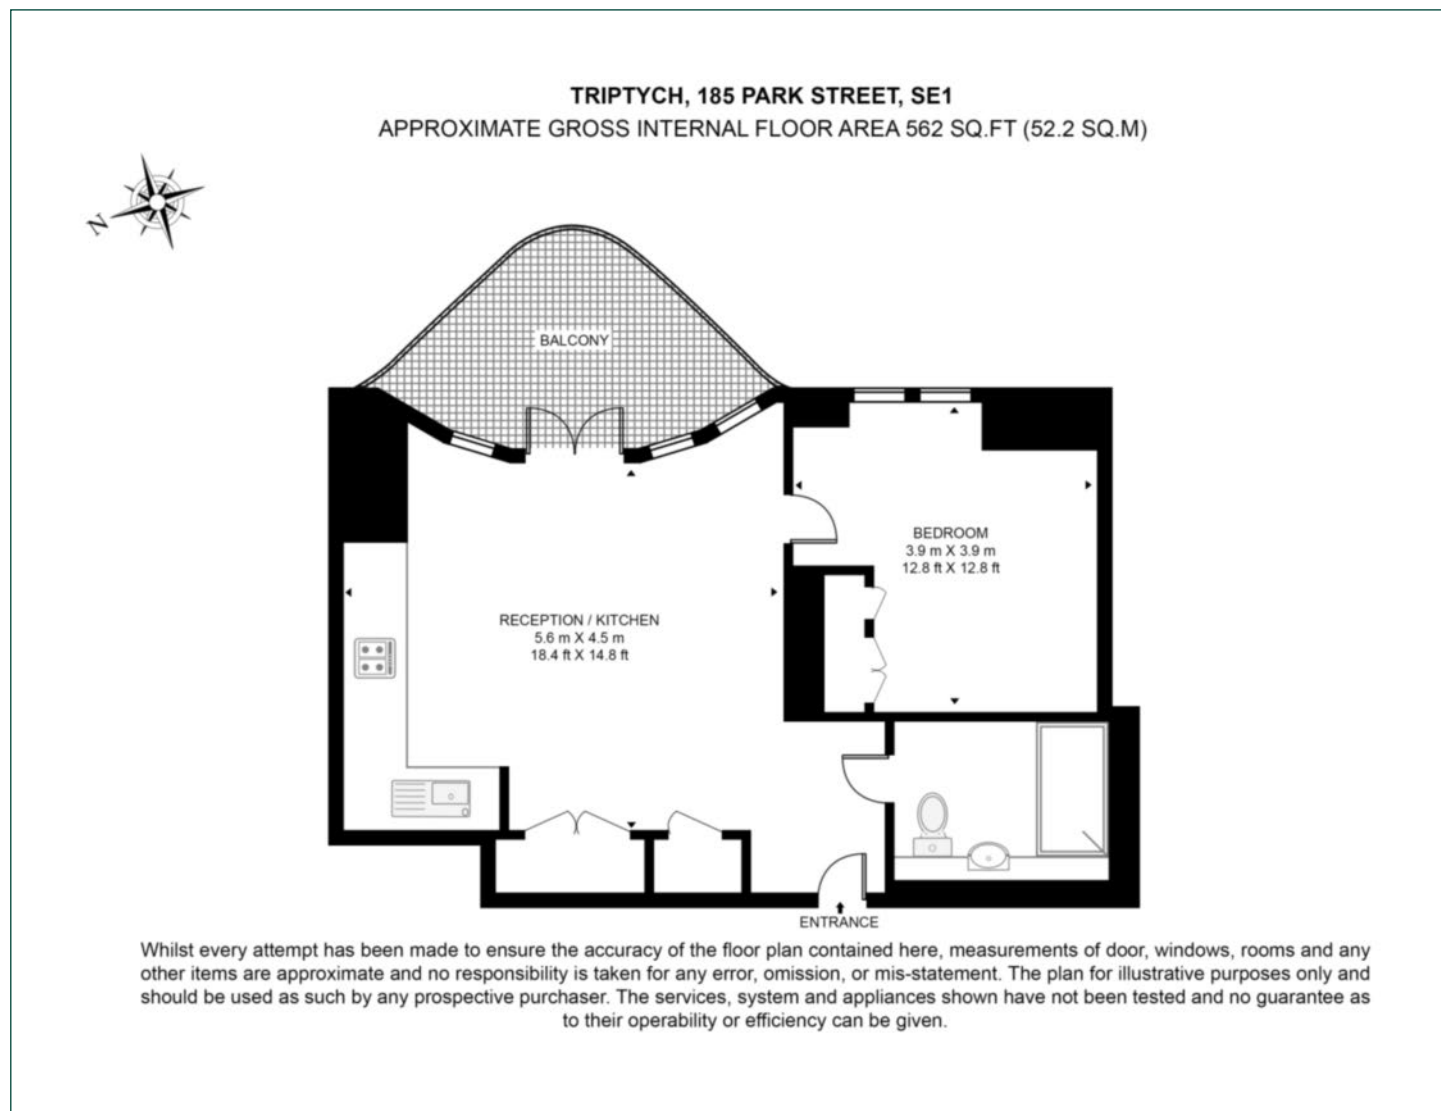 TRIPTYCH, 185 PARK STREET, SE1
APPROXIMATE GROSS INTERNAL FLOOR AREA 562 SQ.FT (52.2 SQ.M)
N
BALCONY
BEDROOM
3.9 m X 3.9 m
12.8 ft X 12.8 ft
RECEPTION / KITCHEN
5.6 m X 4.5 m
18.4 ft X 14.8 ft
ENTRANCE
Whilst every attempt has been made to ensure the accuracy of the floor plan contained here, measurements of door, windows, rooms and any
other items are approximate and no responsibility is taken for any error, omission, or mis-statement. The plan for illustrative purposes only and
should be used as such by any prospective purchaser. The services, system and appliances shown have not been tested and no guarantee as
to their operability or efficiency can be given.